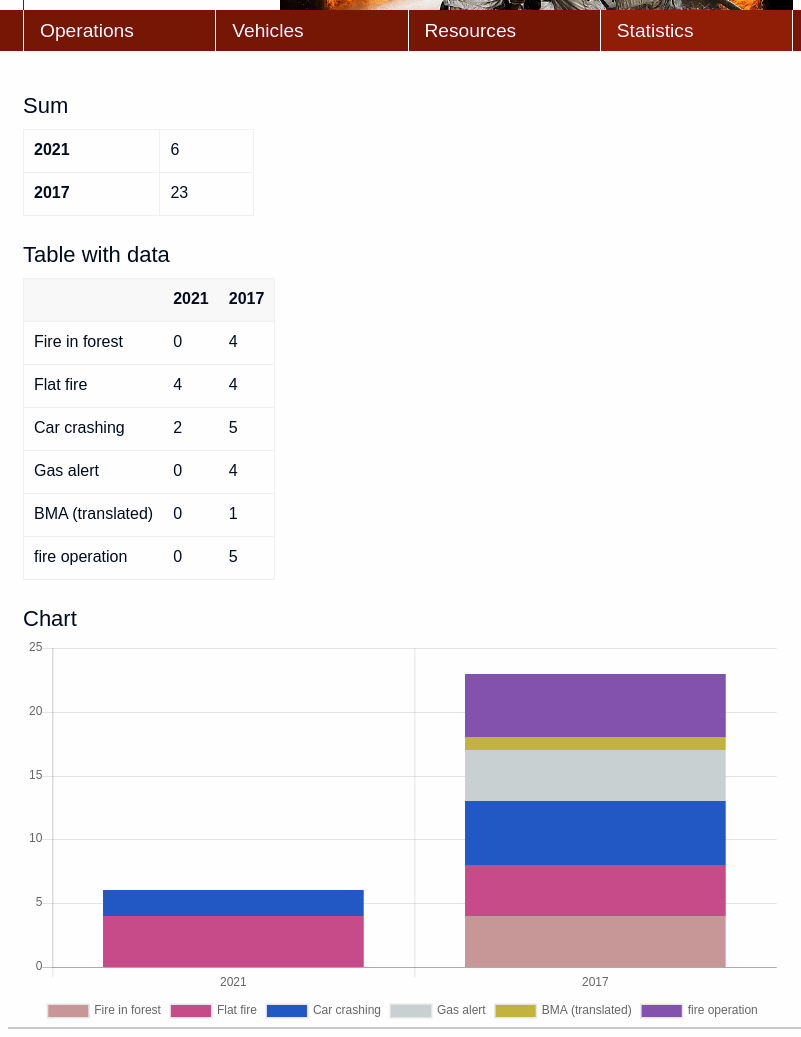 Operations Vehicles Resources Statistics
Sum
2021 6
2017 23
Table with data
2021 2017
Fire in forest 0 4
Flat fire 4 4
Car crashing 2 5
Gas alert 0 4
BMA (translated) 0 1
fire operation 0 5
Chart
25
20
15
10
5
0
2021 2017
Fire in forest Flat fire Car crashing Gas alert BMA (translated) fire operation